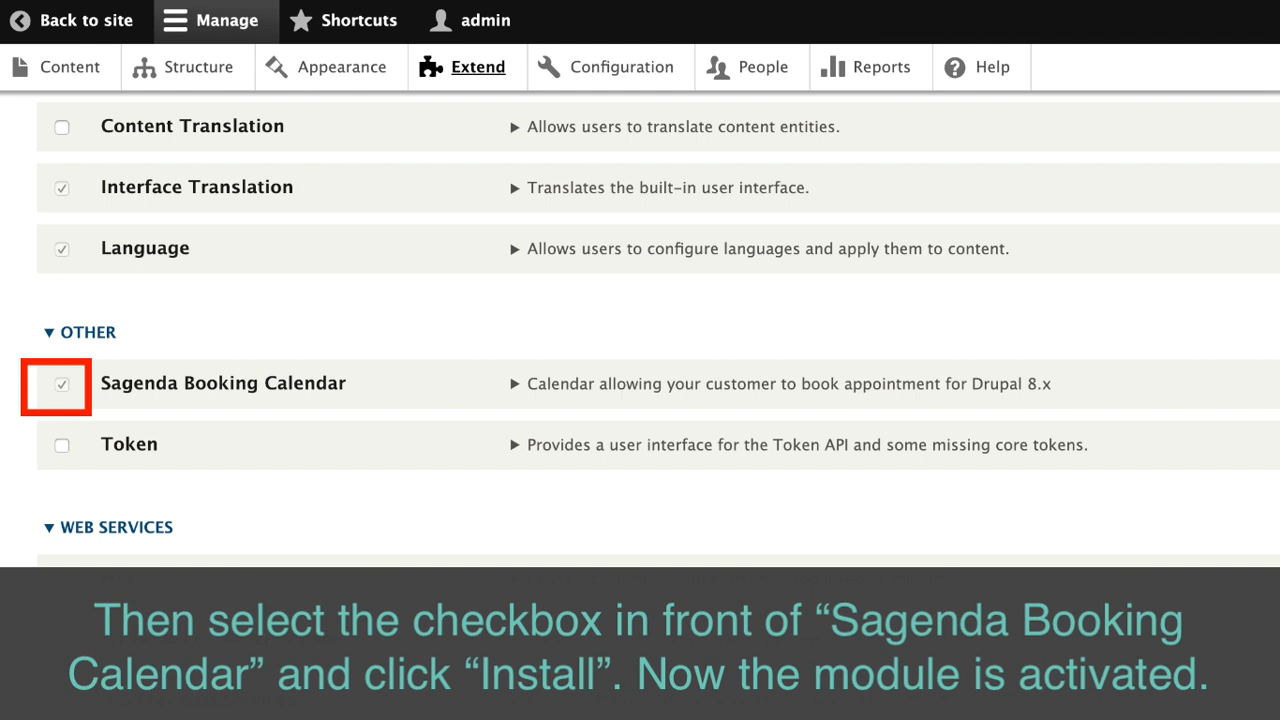 Back to site Manage Shortcuts admin
Content Structure Appearance Extend Configuration People Reports Help
Content Translation Allows users to translate content entities.
Interface Translation Translates the built-in user interface.
Language Allows users to configure languages and apply them to content.
OTHER
Sagenda Booking Calendar Calendar allowing your customer to book appointment for Drupal 8.x
Token Provides a user interface for the Token API and some missing core tokens.
WEB SERVICES
Then select the checkbox in front of “Sagenda Booking
Calendar” and click “Install”. Now the module is activated.